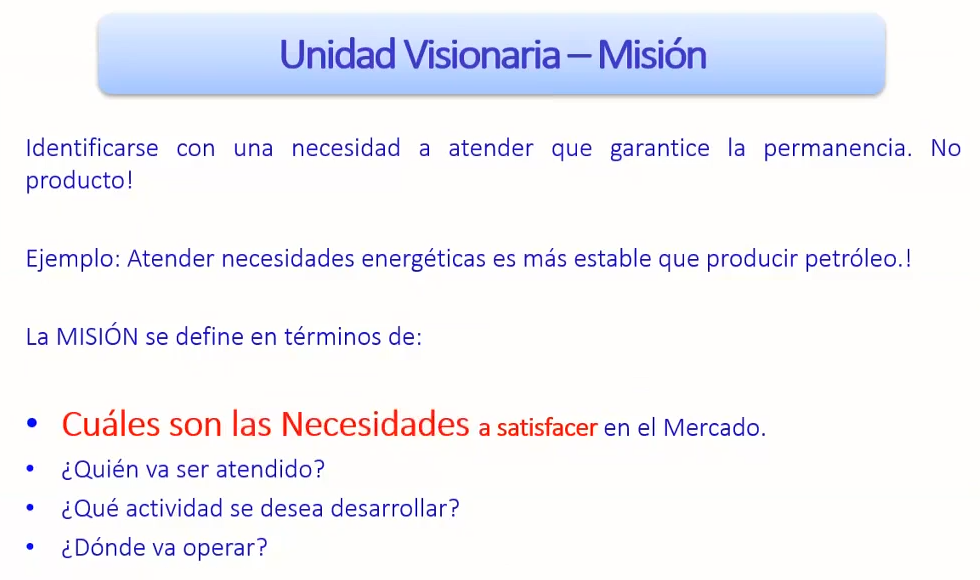 Unidad Visionaria – Misión
Identificarse con una necesidad a atender que garantice la permanencia. No
producto!
Ejemplo: Atender necesidades energéticas es más estable que producir petróleo.!
La MISIÓN se define en términos de:
• Cuáles son las Necesidades a satisfacer en el Mercado.
• ¿Quién va ser atendido?
• ¿Qué actividad se desea desarrollar?
• ¿Dónde va operar?